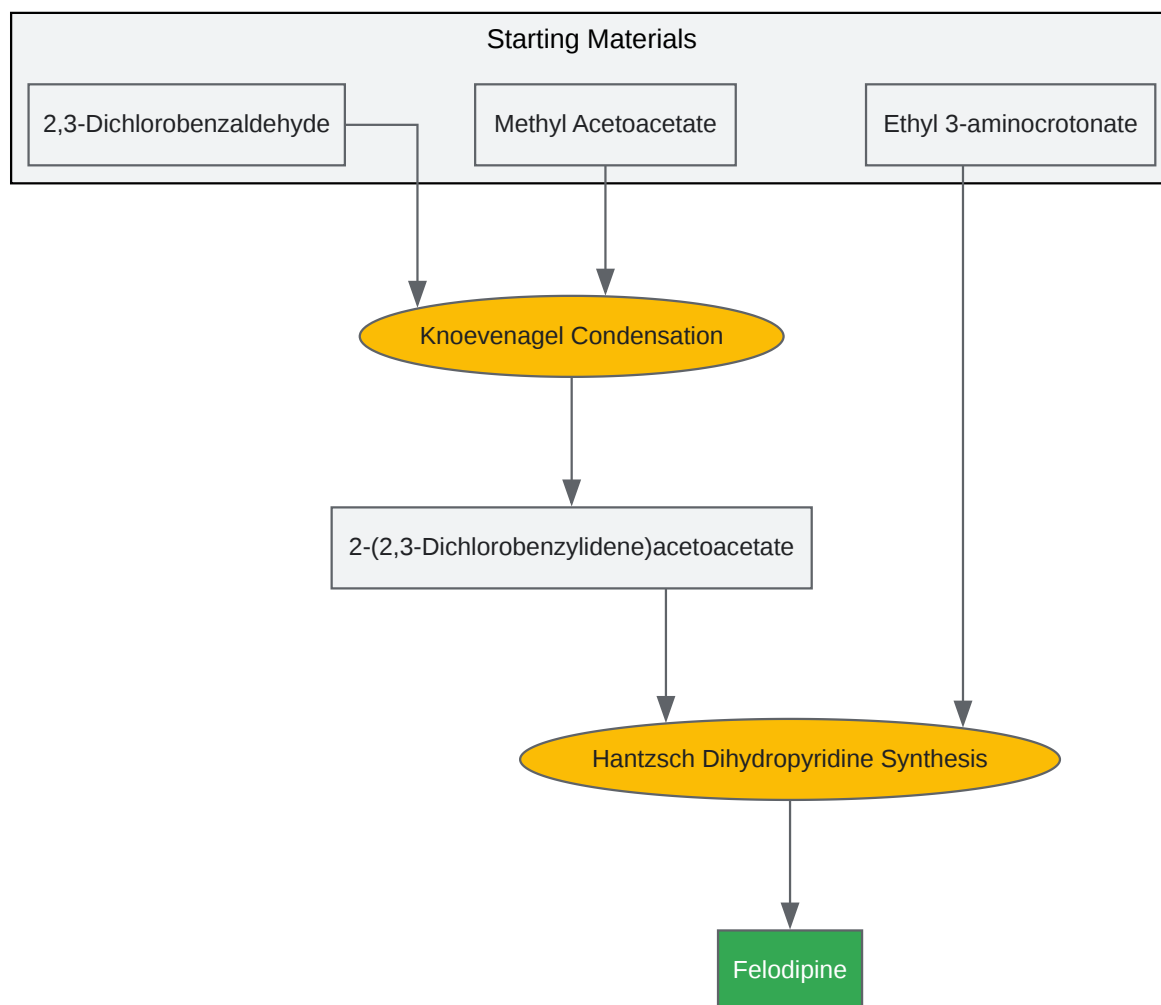 Starting Materials
2,3-Dichlorobenzaldehyde
Methyl Acetoacetate
Ethyl 3-aminocrotonate
Knoevenagel Condensation
2-(2,3-Dichlorobenzylidene)acetoacetate
Hantzsch Dihydropyridine Synthesis
Felodipine